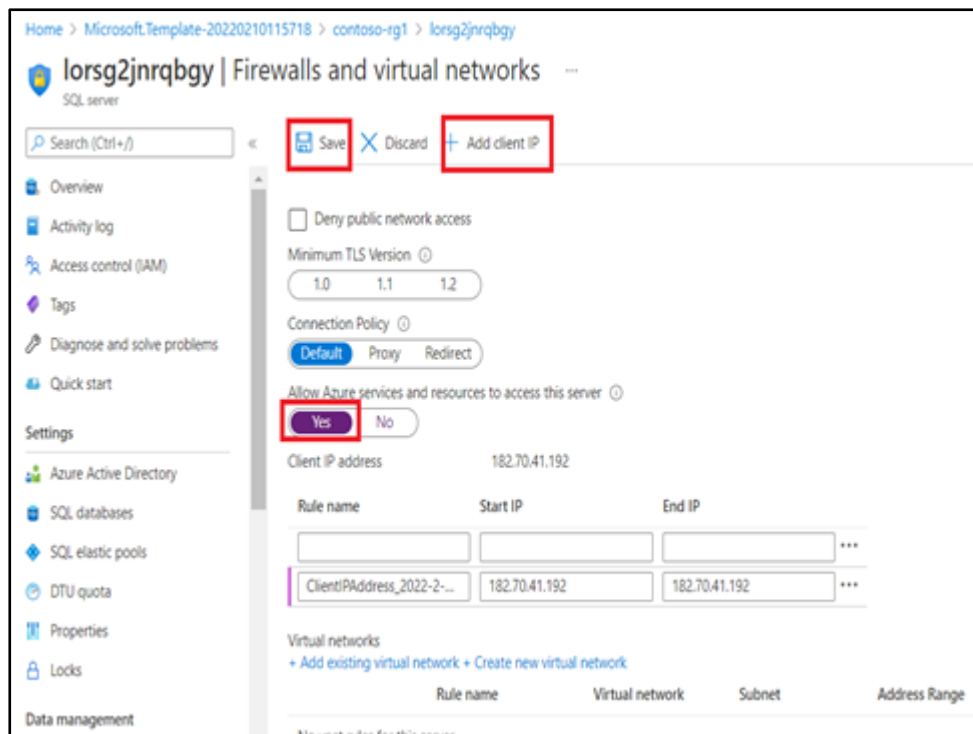 Home > Microsoft.Template-20220210115718 > contoso-rg1 > lorsg2jnrqbgy
lorsg2jnrqbgy | Firewalls and virtual networks ...
SQL server
Search (Ctrl+/)
«
Save
Discard
+ Add client IP
Overview
Activity log
Access control (IAM)
Tags
Diagnose and solve problems
Quick start
Settings
Azure Active Directory
SQL databases
SQL elastic pools
DTU quota
Properties
Locks
Data management
Deny public network access
Minimum TLS Version
1.0 1.1 1.2
Connection Policy
Default Proxy Redirect
Allow Azure services and resources to access this server
Yes No
Client IP address 182.70.41.192
Rule name Start IP End IP
...
ClientIPAddress_2022-2-... 182.70.41.192 182.70.41.192 ...
Virtual networks
+ Add existing virtual network + Create new virtual network
Rule name Virtual network Subnet Address Range